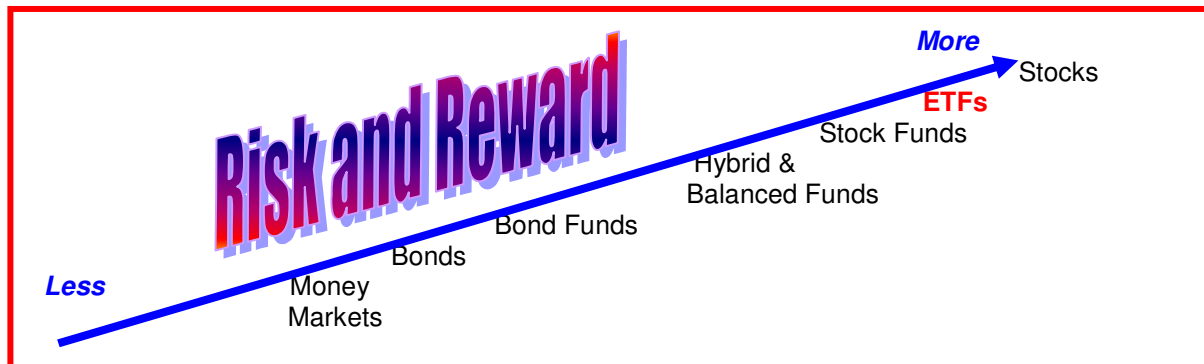 More
Stocks
ETFs
Stock Funds
Hybrid &
Balanced Funds
Risk and Reward
Bond Funds
Bonds
Less
Money
Markets